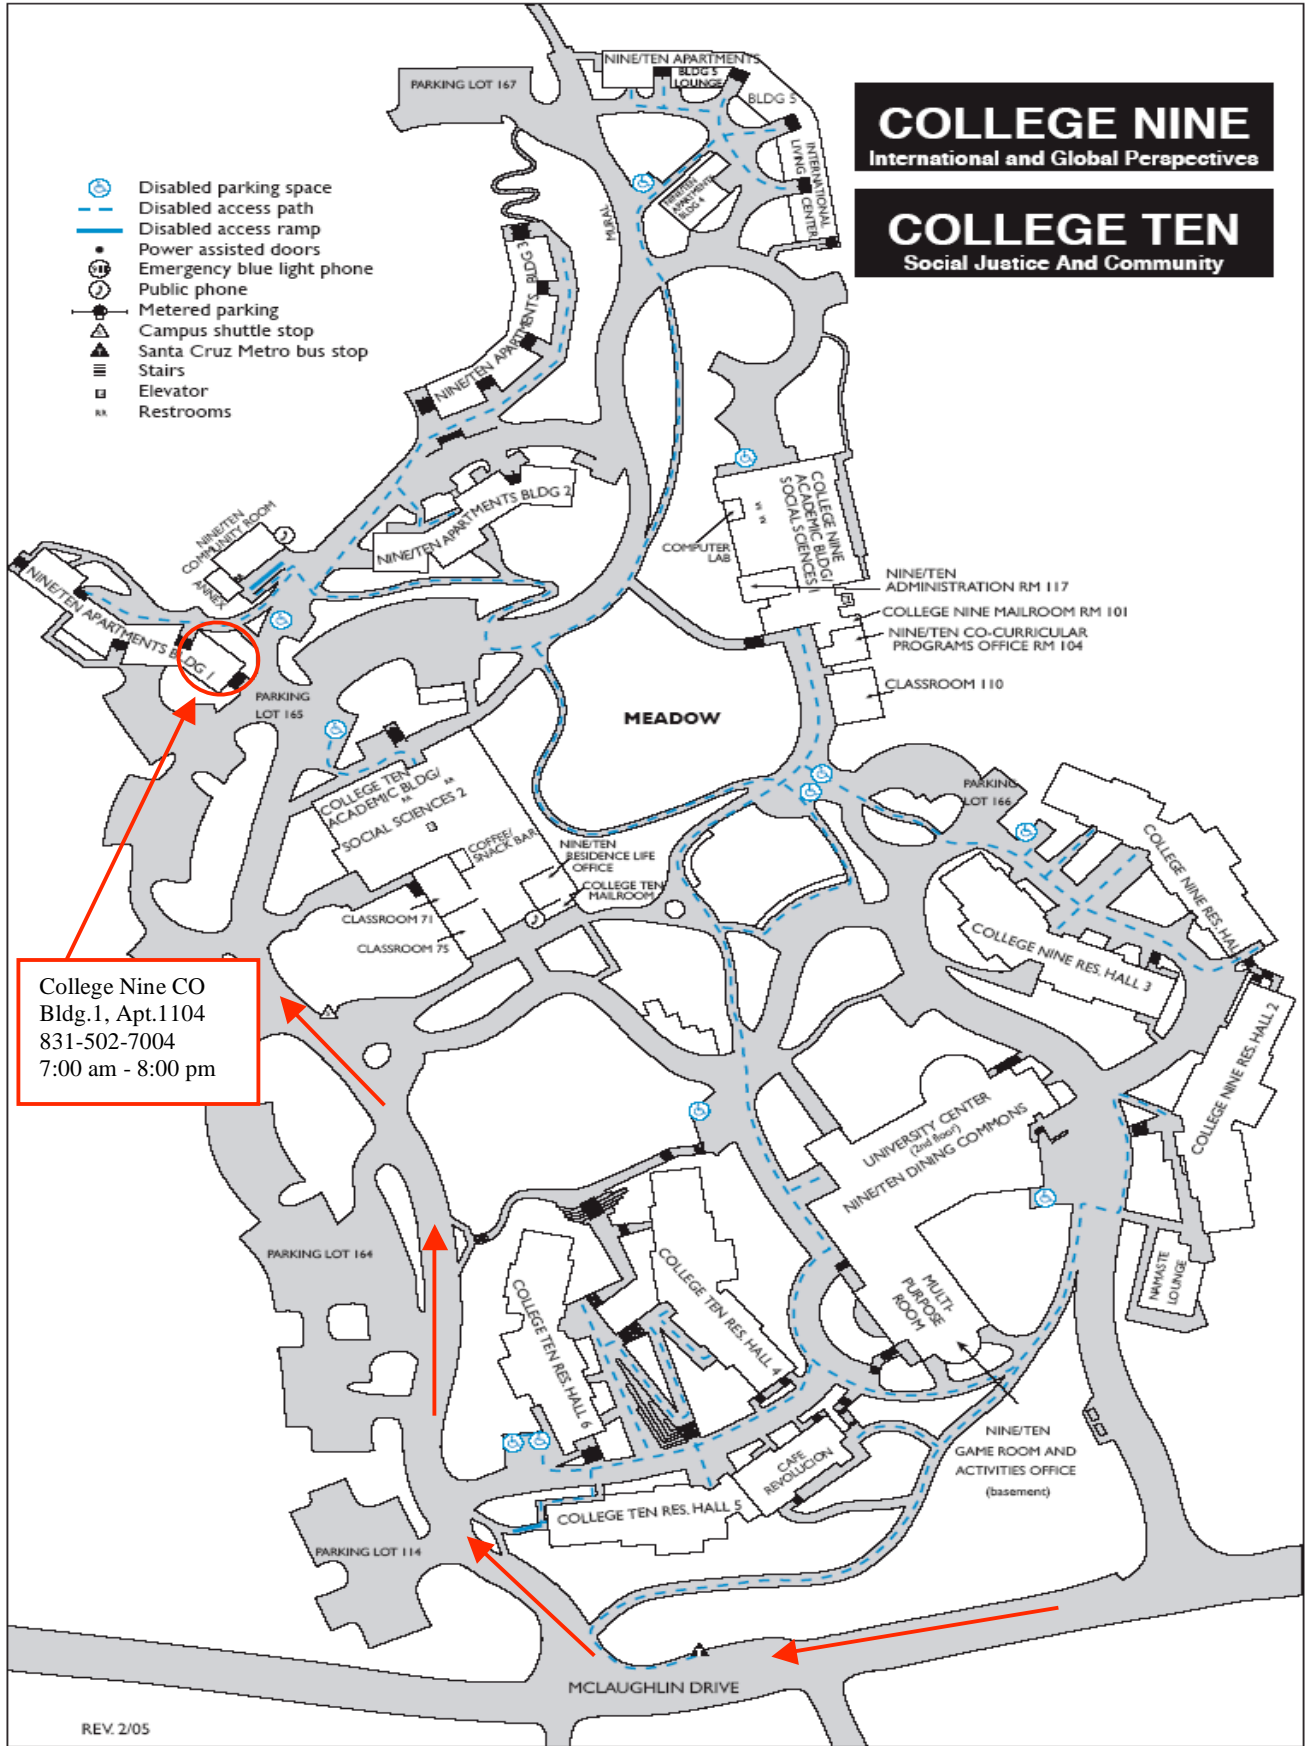 NINE/TEN APARTMENTS
BLDG 5
LOUNGE
BLDG 5
PARKING LOT 167
COLLEGE NINE
International and Global Perspectives
COLLEGE TEN
Social Justice And Community
INTERNATIONAL
LIVING CENTER
NINE/TEN
APARTMENTS
BLDG 4
MURAL
Disabled parking space
Disabled access path
Disabled access ramp
Power assisted doors
Emergency blue light phone
Public phone
Metered parking
Campus shuttle stop
Santa Cruz Metro bus stop
Stairs
Elevator
RR Restrooms
NINE/TEN APARTMENTS BLDG 3
NINE/TEN APARTMENTS BLDG 2
NINE/TEN
COMMUNITY ROOM
ANNEX
NINE/TEN APARTMENTS BLDG 1
PARKING
LOT 165
COLLEGE NINE
ACADEMIC BLDG/
SOCIAL SCIENCES 1
COMPUTER
LAB
NINE/TEN
ADMINISTRATION RM 117
COLLEGE NINE MAILROOM RM 101
NINE/TEN CO-CURRICULAR
PROGRAMS OFFICE RM 104
CLASSROOM 110
MEADOW
COLLEGE TEN
ACADEMIC BLDG/
SOCIAL SCIENCES 2
COFFEE/
SNACK BAR
NINE/TEN
RESIDENCE LIFE
OFFICE
COLLEGE TEN
MAILROOM
CLASSROOM 71
CLASSROOM 75
PARKING
LOT 166
COLLEGE NINE RES. HALL
COLLEGE NINE RES. HALL 3
COLLEGE NINE RES. HALL 2
College Nine CO
Bldg.1, Apt.1104
831-502-7004
7:00 am - 8:00 pm
UNIVERSITY CENTER
(2nd floor)
NINE/TEN DINING COMMONS
MULTI-
PURPOSE
ROOM
NAMASTE
LOUNGE
PARKING LOT 164
COLLEGE TEN RES. HALL 6
COLLEGE TEN RES. HALL 4
NINE/TEN
GAME ROOM AND
ACTIVITIES OFFICE
(basement)
CAFE
REVOLUCION
COLLEGE TEN RES. HALL 5
PARKING LOT 114
MCLAUGHLIN DRIVE
REV. 2/05